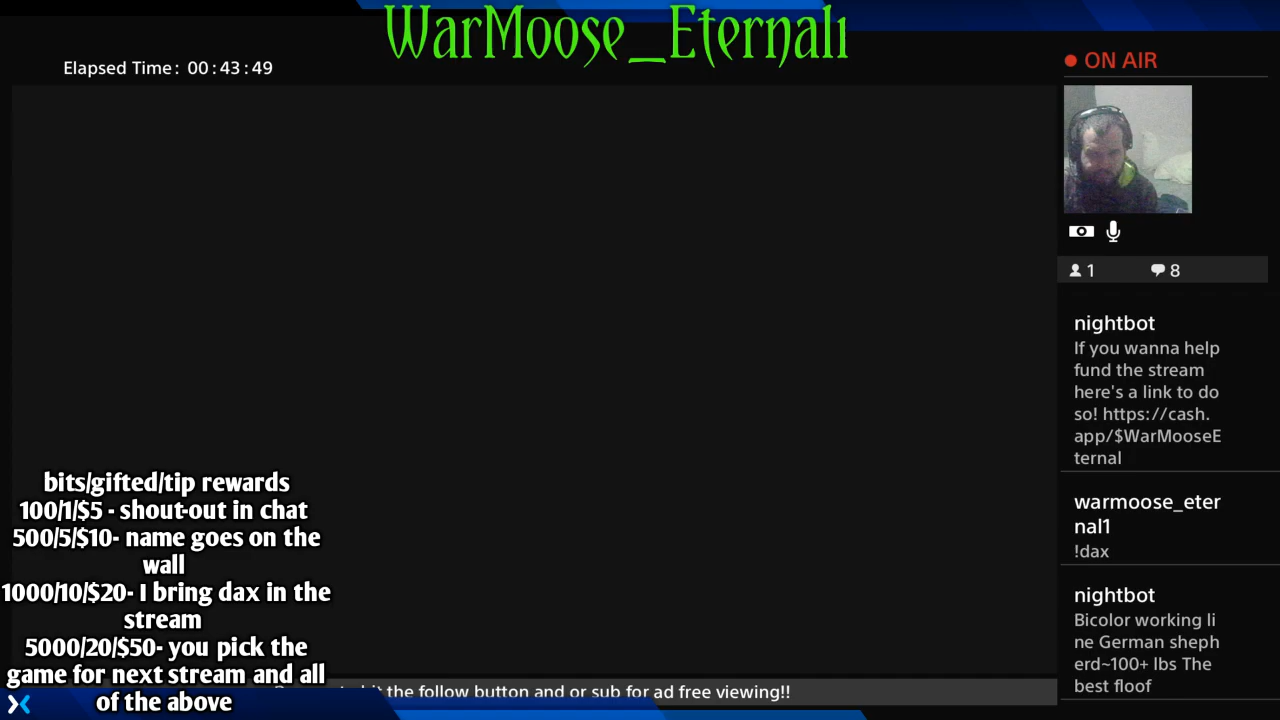 WarMoose_Eternal1
Elapsed Time: 00:43:49
ON AIR
1 8
nightbot
If you wanna help
fund the stream
here's a link to do
so! https://cash.
app/$WarMooseE
ternal
warmoose_eter
nal1
!dax
nightbot
Bicolor working li
ne German sheph
erd~100+ lbs The
best floof
bits/gifted/tip rewards
100/1/$5 - shout-out in chat
500/5/$10- name goes on the
wall
1000/10/$20- I bring dax in the
stream
5000/20/$50- you pick the
game for next stream and all
of the above
the follow button and or sub for ad free viewing!!